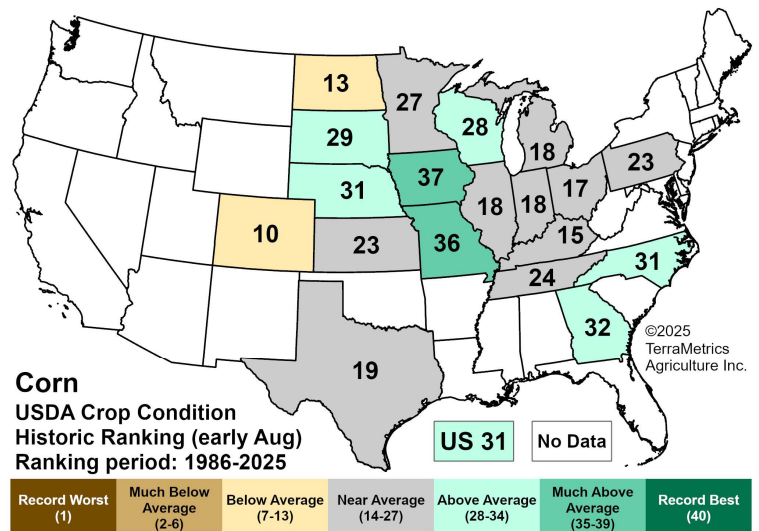 13
27
29
28
18
31
37
23
17
18
18
10
36
15
23
31
24
32
19
©2025
TerraMetrics
Agriculture Inc.
Corn
USDA Crop Condition
Historic Ranking (early Aug)
Ranking period: 1986-2025
US 31
No Data
Record Worst
(1)
Much Below
Average
(2-6)
Below Average
(7-13)
Near Average
(14-27)
Above Average
(28-34)
Much Above
Average
(35-39)
Record Best
(40)